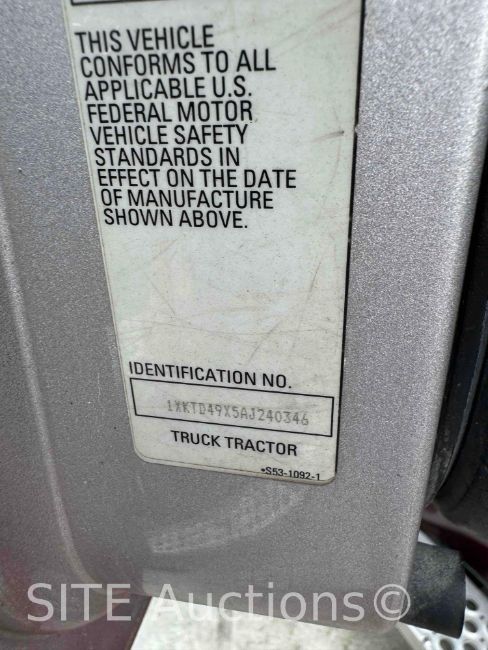 THIS VEHICLE
CONFORMS TO ALL
APPLICABLE U.S.
FEDERAL MOTOR
VEHICLE SAFETY
STANDARDS IN
EFFECT ON THE DATE
OF MANUFACTURE
SHOWN ABOVE.
IDENTIFICATION NO.
1XKTD49X5AJ240346
TRUCK TRACTOR
*S53-1092-1
SITE Auctions©